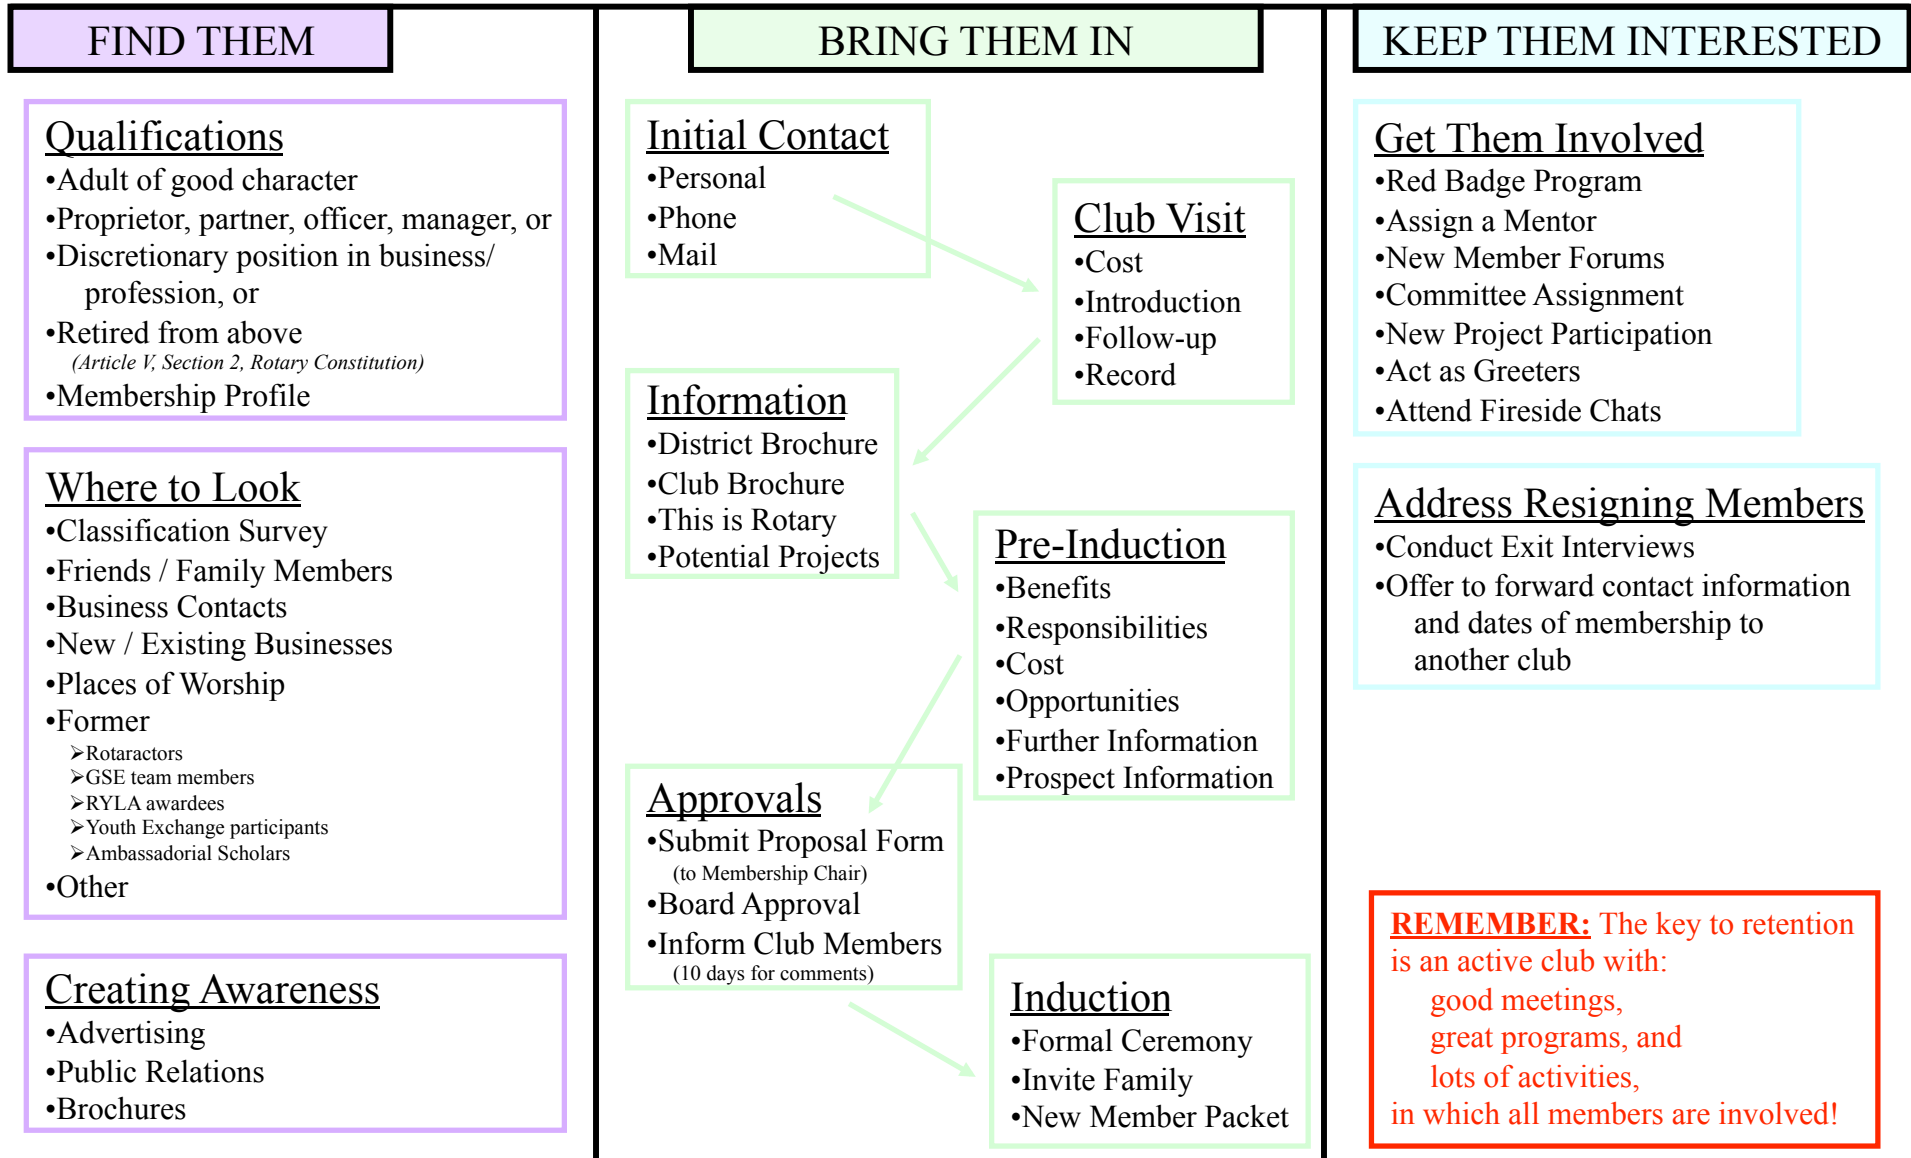 FIND THEM
Qualifications
•Adult of good character
•Proprietor, partner, officer, manager, or
•Discretionary position in business/
profession, or
•Retired from above
(Article V, Section 2, Rotary Constitution)
•Membership Profile
Where to Look
•Classification Survey
•Friends / Family Members
•Business Contacts
•New / Existing Businesses
•Places of Worship
•Former
➢Rotaractors
➢GSE team members
➢RYLA awardees
➢Youth Exchange participants
➢Ambassadorial Scholars
•Other
Creating Awareness
•Advertising
•Public Relations
•Brochures
BRING THEM IN
Initial Contact
•Personal
•Phone
•Mail
Club Visit
•Cost
•Introduction
•Follow-up
•Record
Information
•District Brochure
•Club Brochure
•This is Rotary
•Potential Projects
Pre-Induction
•Benefits
•Responsibilities
•Cost
•Opportunities
•Further Information
•Prospect Information
Approvals
•Submit Proposal Form
(to Membership Chair)
•Board Approval
•Inform Club Members
(10 days for comments)
Induction
•Formal Ceremony
•Invite Family
•New Member Packet
KEEP THEM INTERESTED
Get Them Involved
•Red Badge Program
•Assign a Mentor
•New Member Forums
•Committee Assignment
•New Project Participation
•Act as Greeters
•Attend Fireside Chats
Address Resigning Members
•Conduct Exit Interviews
•Offer to forward contact information
and dates of membership to
another club
REMEMBER: The key to retention
is an active club with:
good meetings,
great programs, and
lots of activities,
in which all members are involved!